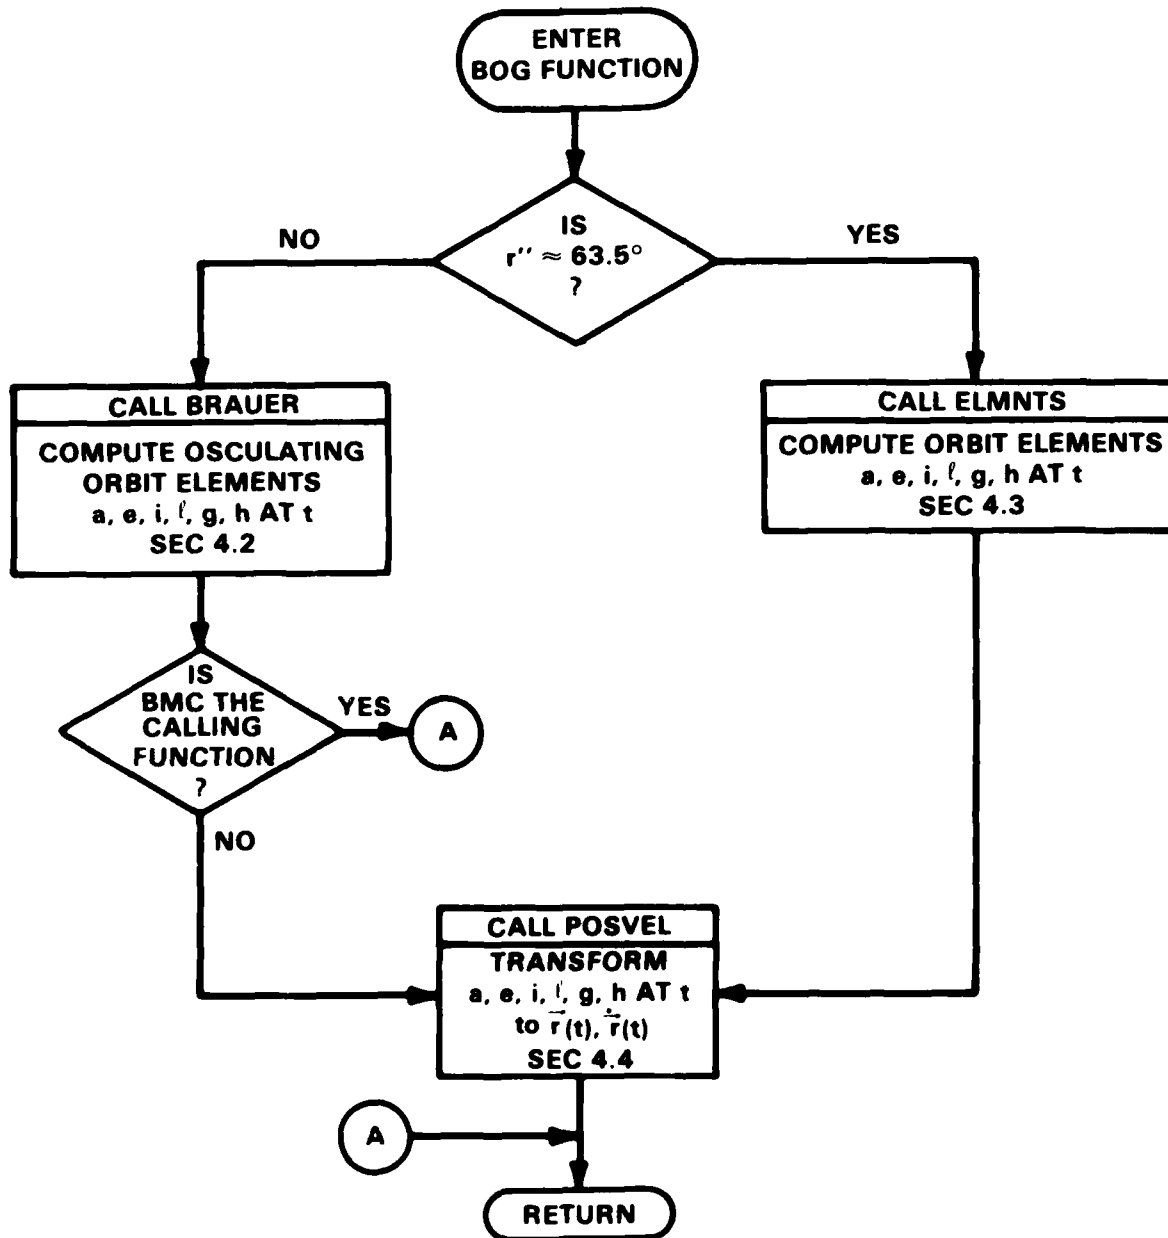 ENTER
BOG FUNCTION
IS
r'' ≈ 63.5°
?
NO
YES
CALL BRAUER
COMPUTE OSCULATING
ORBIT ELEMENTS
a, e, i, ℓ, g, h AT t
SEC 4.2
CALL ELMNTS
COMPUTE ORBIT ELEMENTS
a, e, i, ℓ, g, h AT t
SEC 4.3
IS
BMC THE
CALLING
FUNCTION
?
YES
A
NO
CALL POSVEL
TRANSFORM
a, e, i, ℓ, g, h AT t
to r⃗(t), r⃗̇(t)
SEC 4.4
A
RETURN